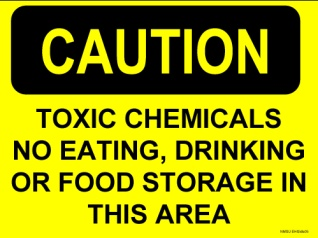 CAUTION
TOXIC CHEMICALS
NO EATING, DRINKING
OR FOOD STORAGE IN
THIS AREA